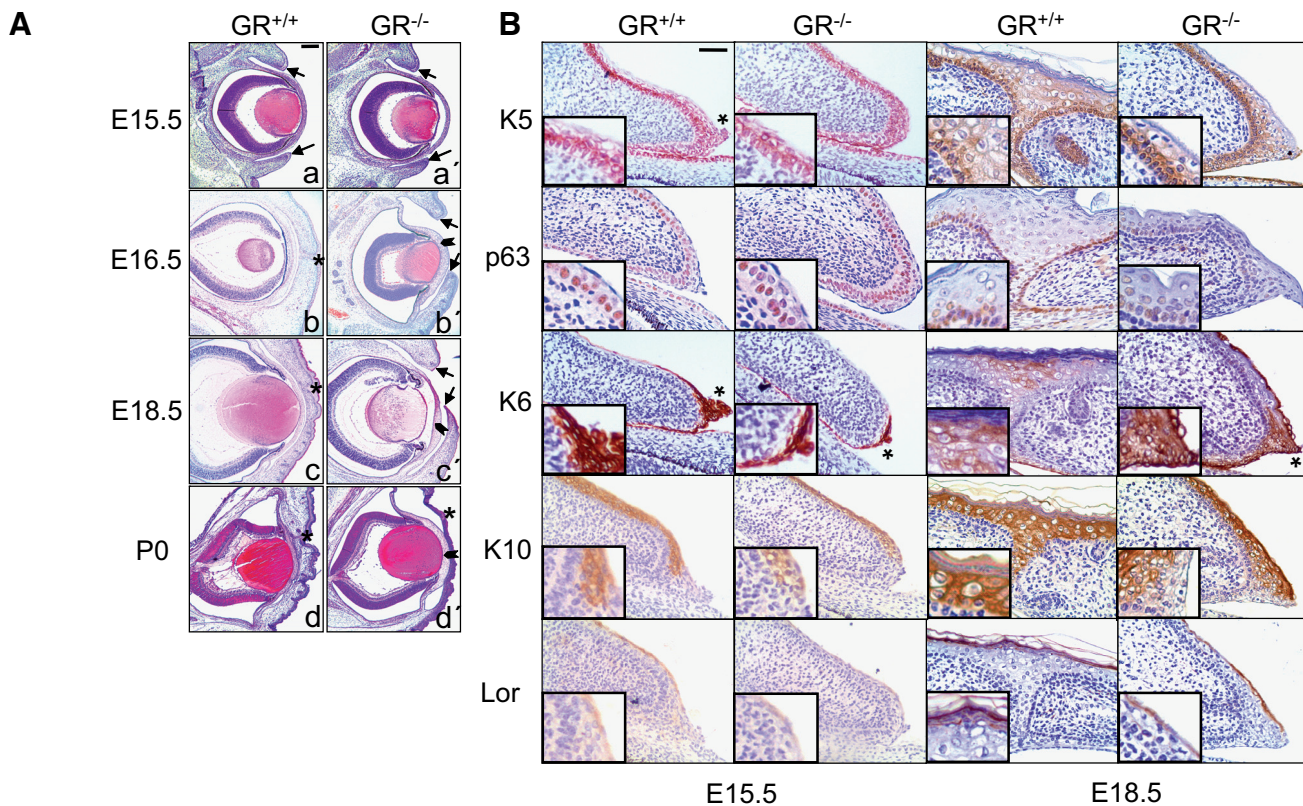 A
GR+/+ GR-/-
B
GR+/+ GR-/- GR+/+ GR-/-
E15.5
a a´
K5
*
E16.5
* b b´
p63
E18.5
* c c´
K6
* * *
P0
* d * d´
K10
Lor
E15.5 E18.5